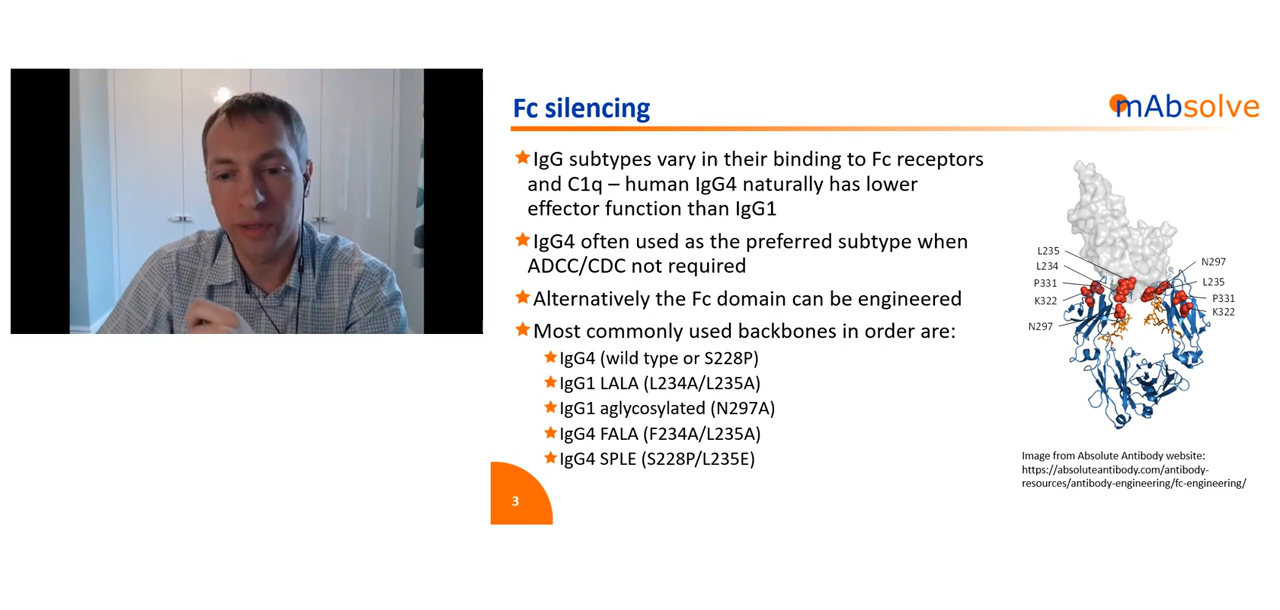 Fc silencing
mAbsolve
IgG subtypes vary in their binding to Fc receptors
and C1q – human IgG4 naturally has lower
effector function than IgG1
IgG4 often used as the preferred subtype when
ADCC/CDC not required
Alternatively the Fc domain can be engineered
Most commonly used backbones in order are:
IgG4 (wild type or S228P)
IgG1 LALA (L234A/L235A)
IgG1 aglycosylated (N297A)
IgG4 FALA (F234A/L235A)
IgG4 SPLE (S228P/L235E)
3
L235
L234
P331
K322
N297
N297
L235
P331
K322
Image from Absolute Antibody website:
https://absoluteantibody.com/antibody-
resources/antibody-engineering/fc-engineering/